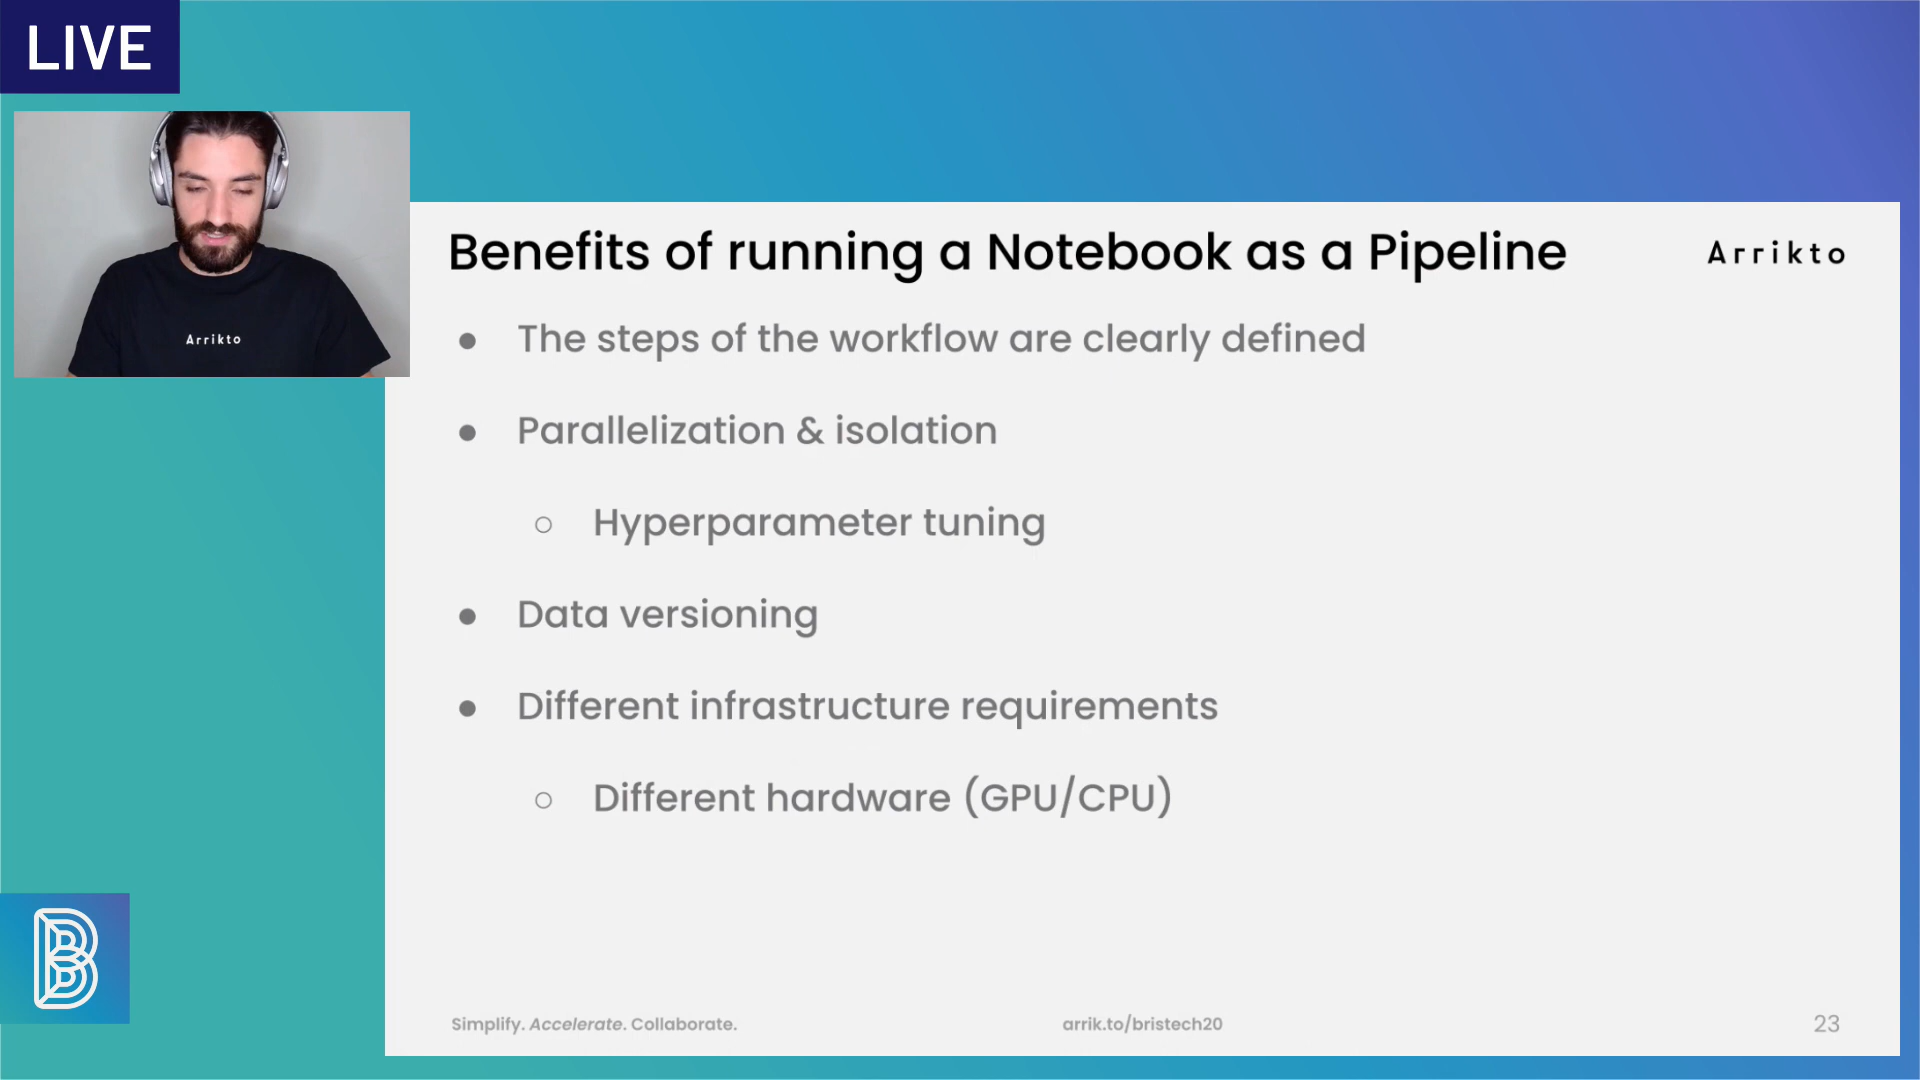 LIVE
Arrikto
Benefits of running a Notebook as a Pipeline
Arrikto
● The steps of the workflow are clearly defined
● Parallelization & isolation
○ Hyperparameter tuning
● Data versioning
● Different infrastructure requirements
○ Different hardware (GPU/CPU)
B
Simplify. Accelerate. Collaborate.
arrik.to/bristech20
23